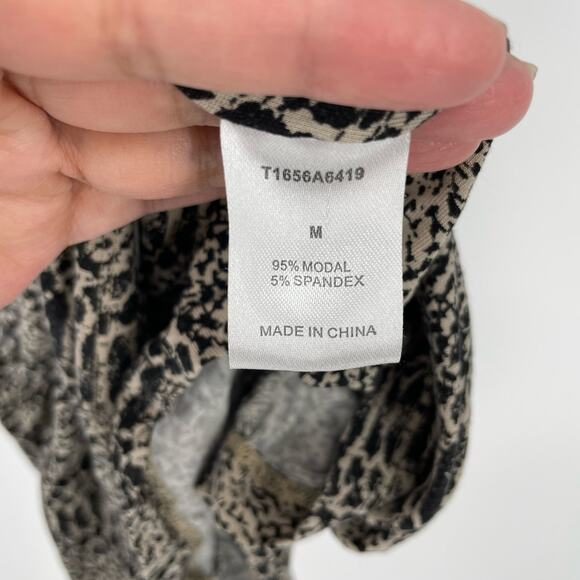 T1656A6419
M
95% MODAL
5% SPANDEX
MADE IN CHINA